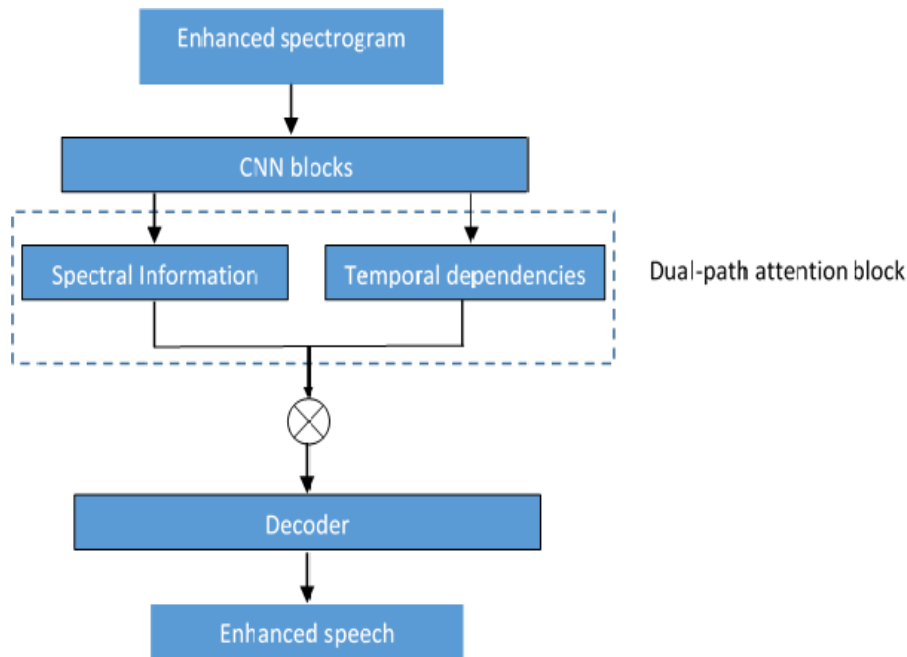 Enhanced spectrogram
CNN blocks
Spectral Information
Temporal dependencies
Dual-path attention block
Decoder
Enhanced speech